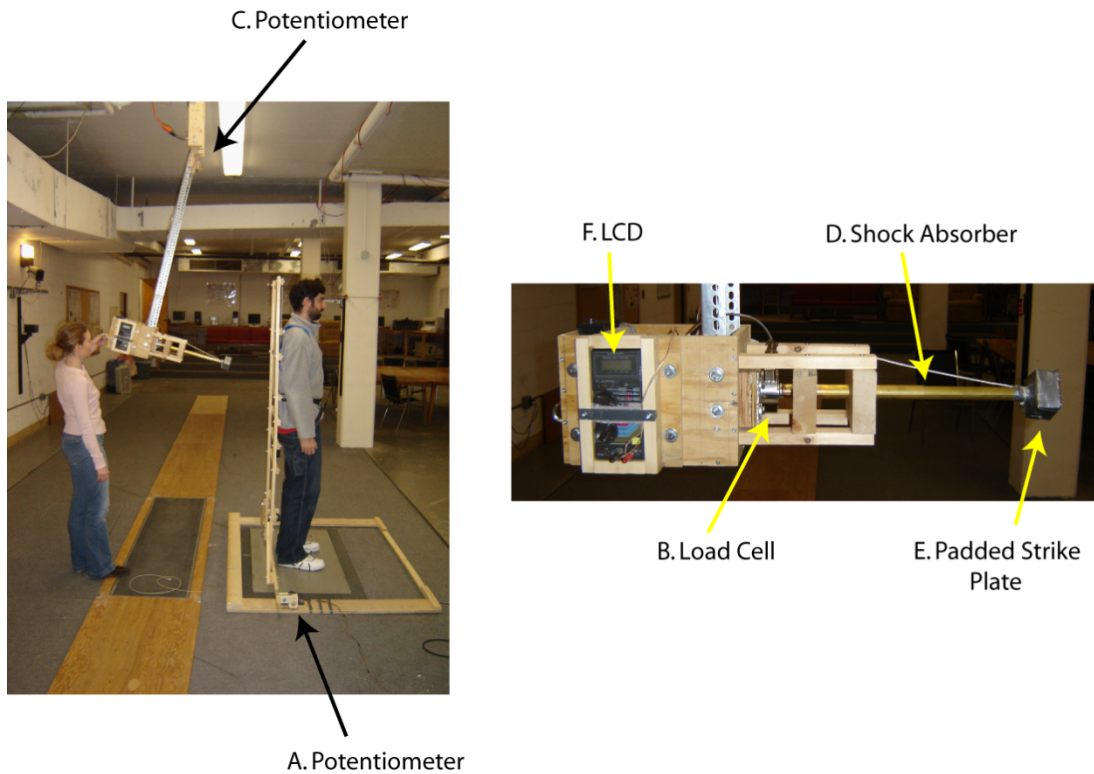 C. Potentiometer
F. LCD
D. Shock Absorber
B. Load Cell
E. Padded Strike
Plate
A. Potentiometer